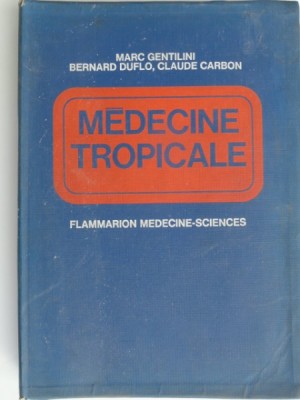 MARC GENTILINI
BERNARD DUFLO, CLAUDE CARBON
MÉDECINE
TROPICALE
FLAMMARION MEDECINE-SCIENCES